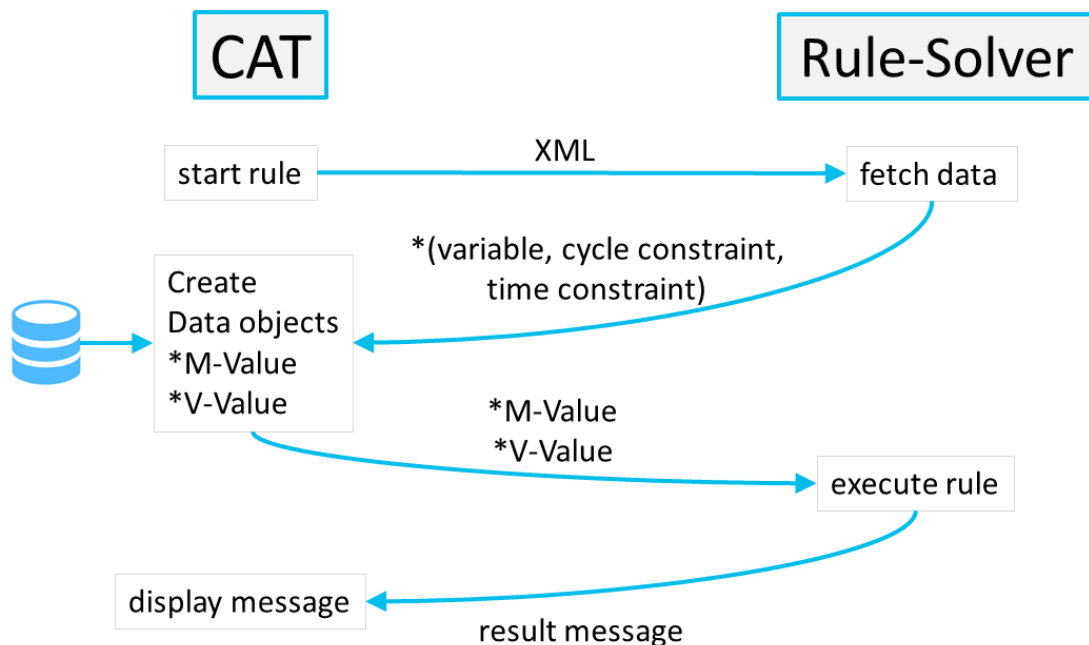 CAT
Rule-Solver
start rule
XML
fetch data
*(variable, cycle constraint,
time constraint)
Create
Data objects
*M-Value
*V-Value
*M-Value
*V-Value
execute rule
display message
result message